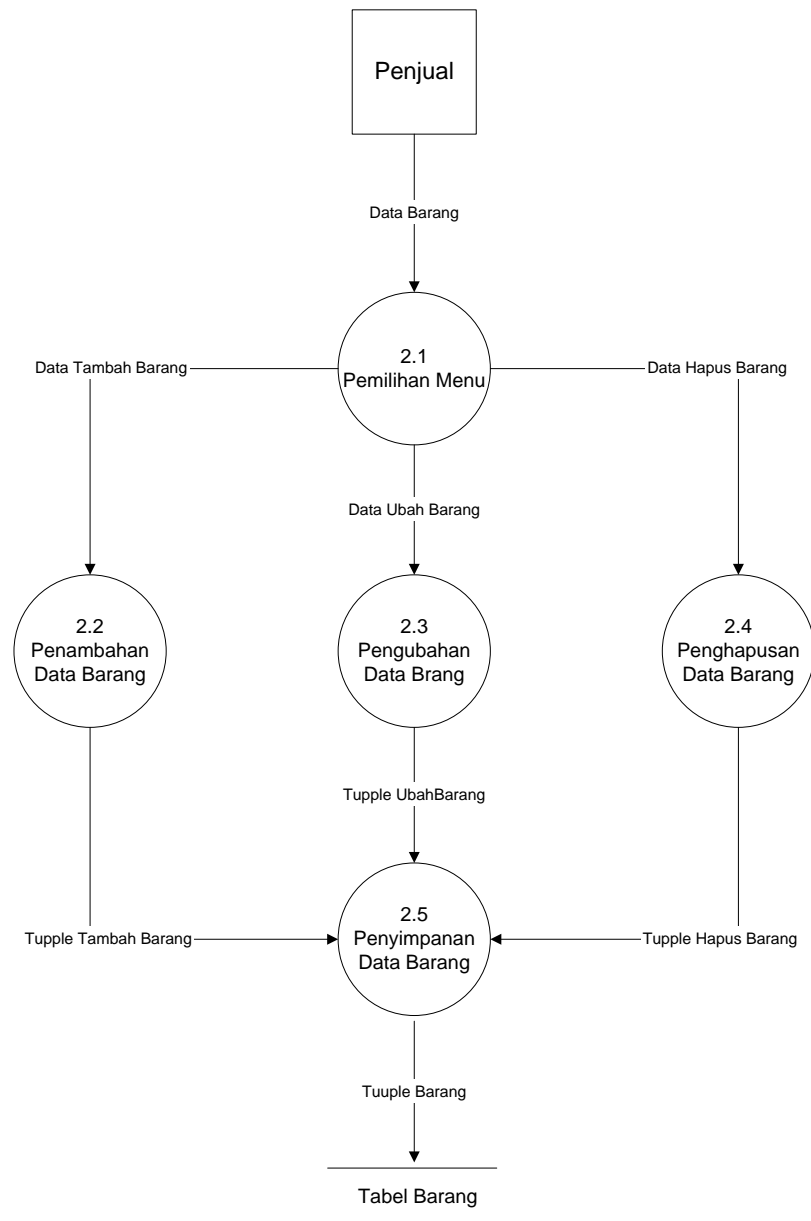 Penjual
Data Barang
2.1
Pemilihan Menu
Data Tambah Barang
Data Hapus Barang
Data Ubah Barang
2.2
Penambahan
Data Barang
2.3
Pengubahan
Data Brang
2.4
Penghapusan
Data Barang
Tupple UbahBarang
2.5
Penyimpanan
Data Barang
Tupple Tambah Barang
Tupple Hapus Barang
Tuuple Barang
Tabel Barang